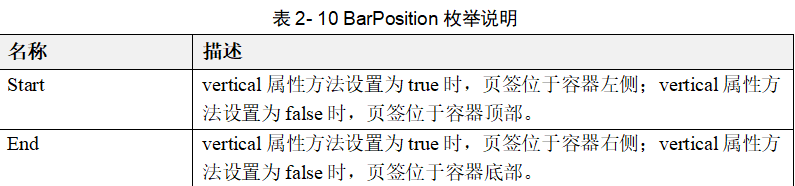 表 2- 10 BarPosition 枚举说明
名称 描述
Start vertical 属性方法设置为 true 时，页签位于容器左侧；vertical 属性方
法设置为 false 时，页签位于容器顶部。
End vertical 属性方法设置为 true 时，页签位于容器右侧；vertical 属性方
法设置为 false 时，页签位于容器底部。